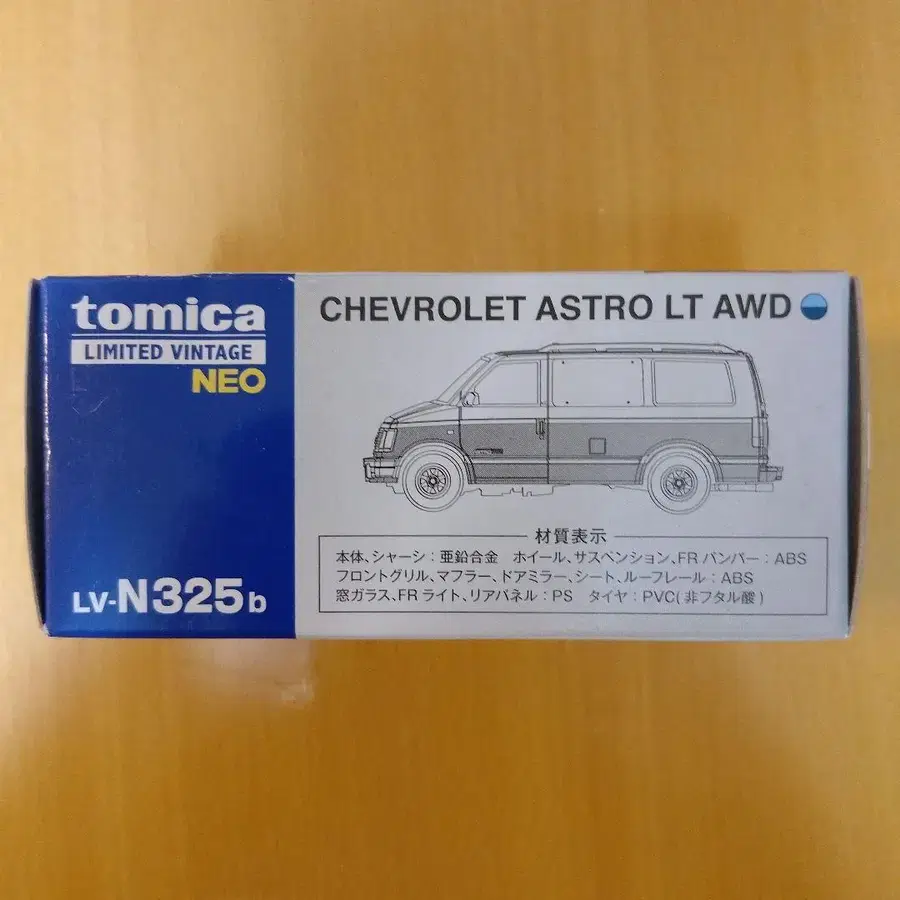 tomica
LIMITED VINTAGE
NEO
LV-N325b
CHEVROLET ASTRO LT AWD
材質表示
本体、シャーシ：亜鉛合金 ホイール、サスペンション、FRバンパー：ABS
フロントグリル、マフラー、ドアミラー、シート、ルーフレール：ABS
窓ガラス、FRライト、リアパネル：PS タイヤ：PVC(非フタル酸)